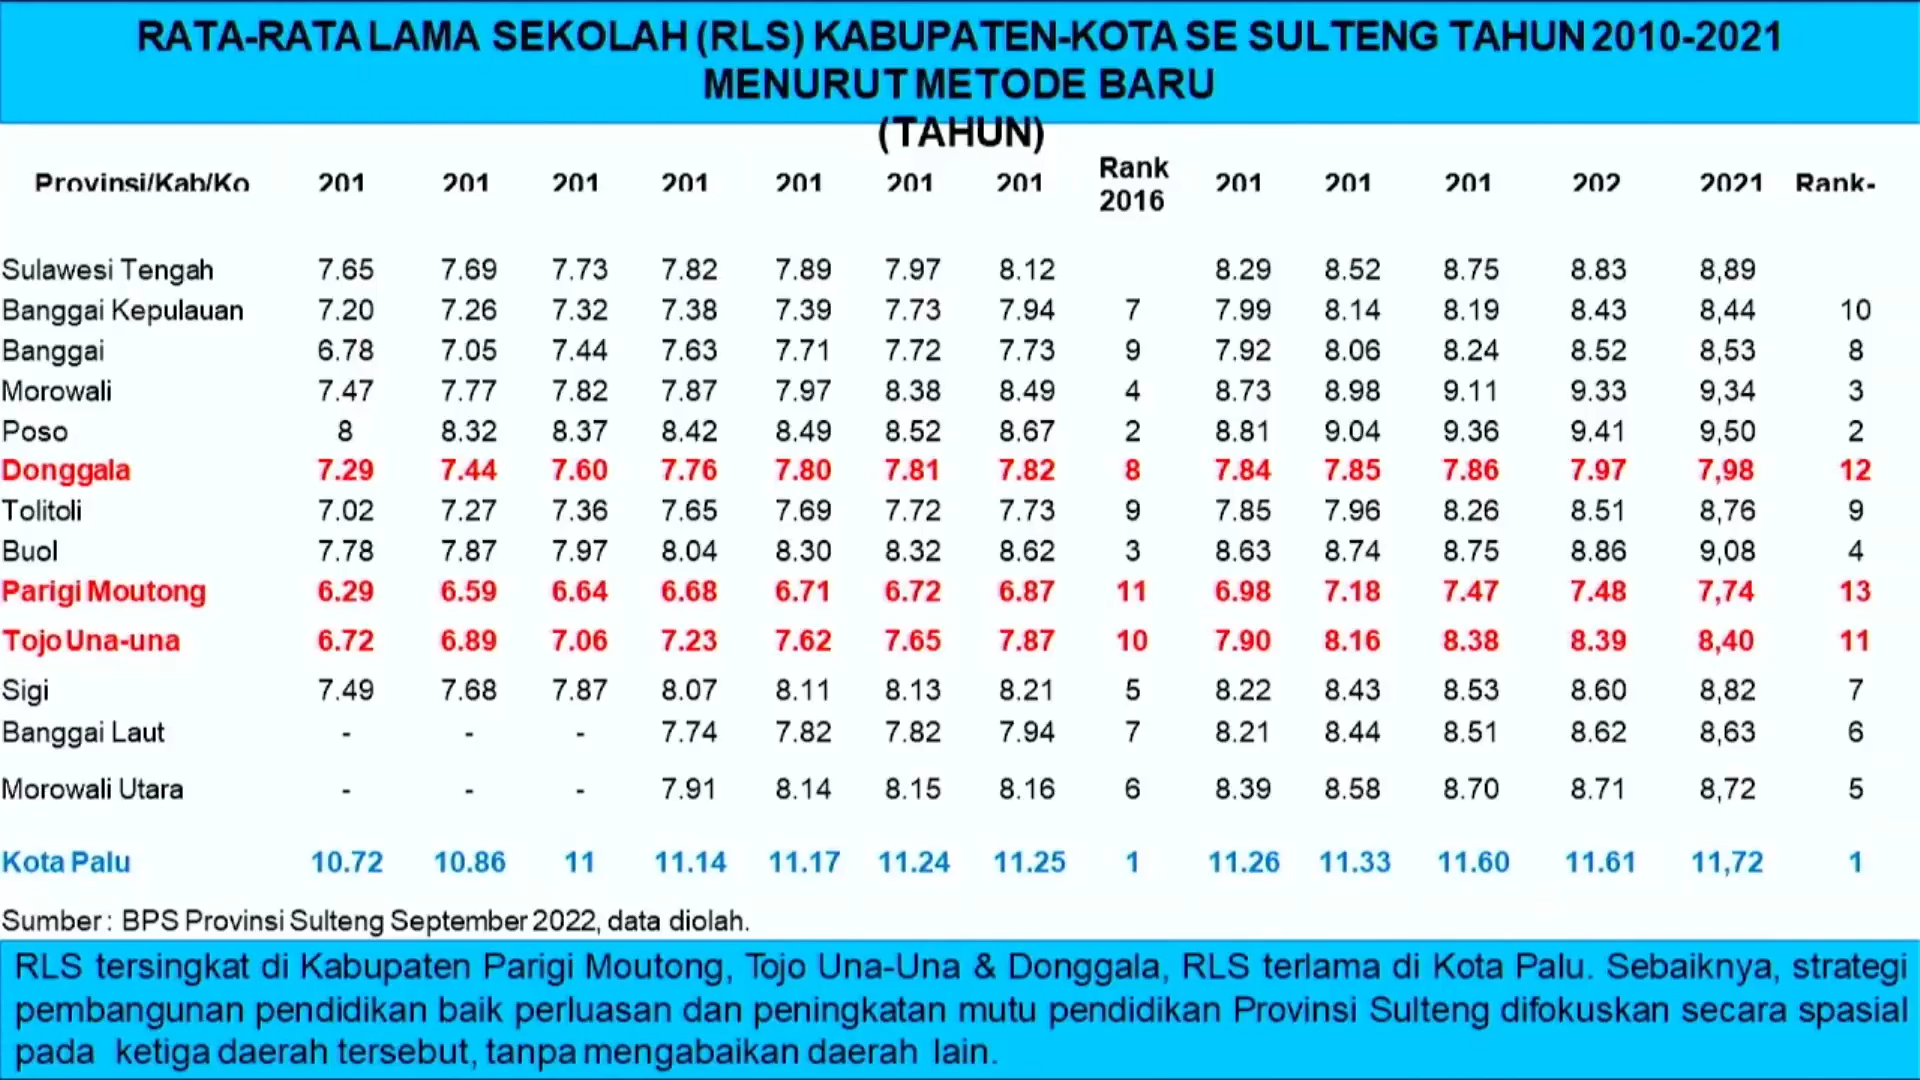 RATA-RATA LAMA SEKOLAH (RLS) KABUPATEN-KOTA SE SULTENG TAHUN 2010-2021
MENURUT METODE BARU
(TAHUN)
Provinsi/Kab/Ko 201 201 201 201 201 201 201 Rank 2016 201 201 201 202 2021 Rank-
Sulawesi Tengah 7.65 7.69 7.73 7.82 7.89 7.97 8.12 8.29 8.52 8.75 8.83 8,89
Banggai Kepulauan 7.20 7.26 7.32 7.38 7.39 7.73 7.94 7 7.99 8.14 8.19 8.43 8,44 10
Banggai 6.78 7.05 7.44 7.63 7.71 7.72 7.73 9 7.92 8.06 8.24 8.52 8,53 8
Morowali 7.47 7.77 7.82 7.87 7.97 8.38 8.49 4 8.73 8.98 9.11 9.33 9,34 3
Poso 8 8.32 8.37 8.42 8.49 8.52 8.67 2 8.81 9.04 9.36 9.41 9,50 2
Donggala 7.29 7.44 7.60 7.76 7.80 7.81 7.82 8 7.84 7.85 7.86 7.97 7,98 12
Tolitoli 7.02 7.27 7.36 7.65 7.69 7.72 7.73 9 7.85 7.96 8.26 8.51 8,76 9
Buol 7.78 7.87 7.97 8.04 8.30 8.32 8.62 3 8.63 8.74 8.75 8.86 9,08 4
Parigi Moutong 6.29 6.59 6.64 6.68 6.71 6.72 6.87 11 6.98 7.18 7.47 7.48 7,74 13
Tojo Una-una 6.72 6.89 7.06 7.23 7.62 7.65 7.87 10 7.90 8.16 8.38 8.39 8,40 11
Sigi 7.49 7.68 7.87 8.07 8.11 8.13 8.21 5 8.22 8.43 8.53 8.60 8,82 7
Banggai Laut - - - 7.74 7.82 7.82 7.94 7 8.21 8.44 8.51 8.62 8,63 6
Morowali Utara - - - 7.91 8.14 8.15 8.16 6 8.39 8.58 8.70 8.71 8,72 5
Kota Palu 10.72 10.86 11 11.14 11.17 11.24 11.25 1 11.26 11.33 11.60 11.61 11,72 1
Sumber : BPS Provinsi Sulteng September 2022, data diolah.
RLS tersingkat di Kabupaten Parigi Moutong, Tojo Una-Una & Donggala, RLS terlama di Kota Palu. Sebaiknya, strategi
pembangunan pendidikan baik perluasan dan peningkatan mutu pendidikan Provinsi Sulteng difokuskan secara spasial
pada ketiga daerah tersebut, tanpa mengabaikan daerah lain.